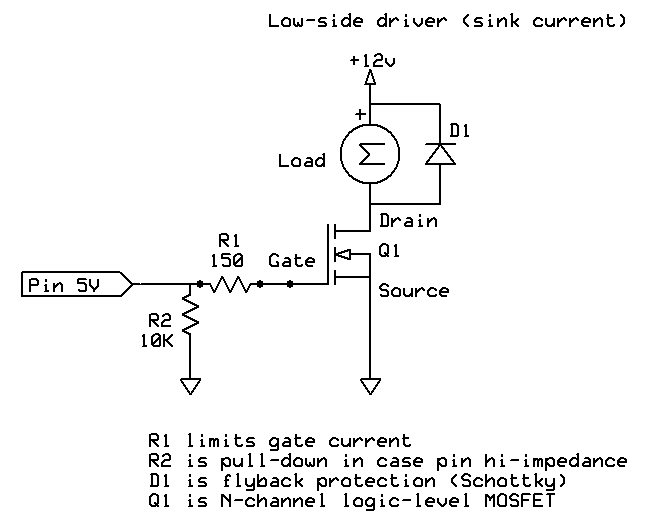 Low-side driver (sink current)
+12v
+
D1
Load
Drain
R1
150
Gate
Q1
Pin 5V
Source
R2
10K
R1 limits gate current
R2 is pull-down in case pin hi-impedance
D1 is flyback protection (Schottky)
Q1 is N-channel logic-level MOSFET